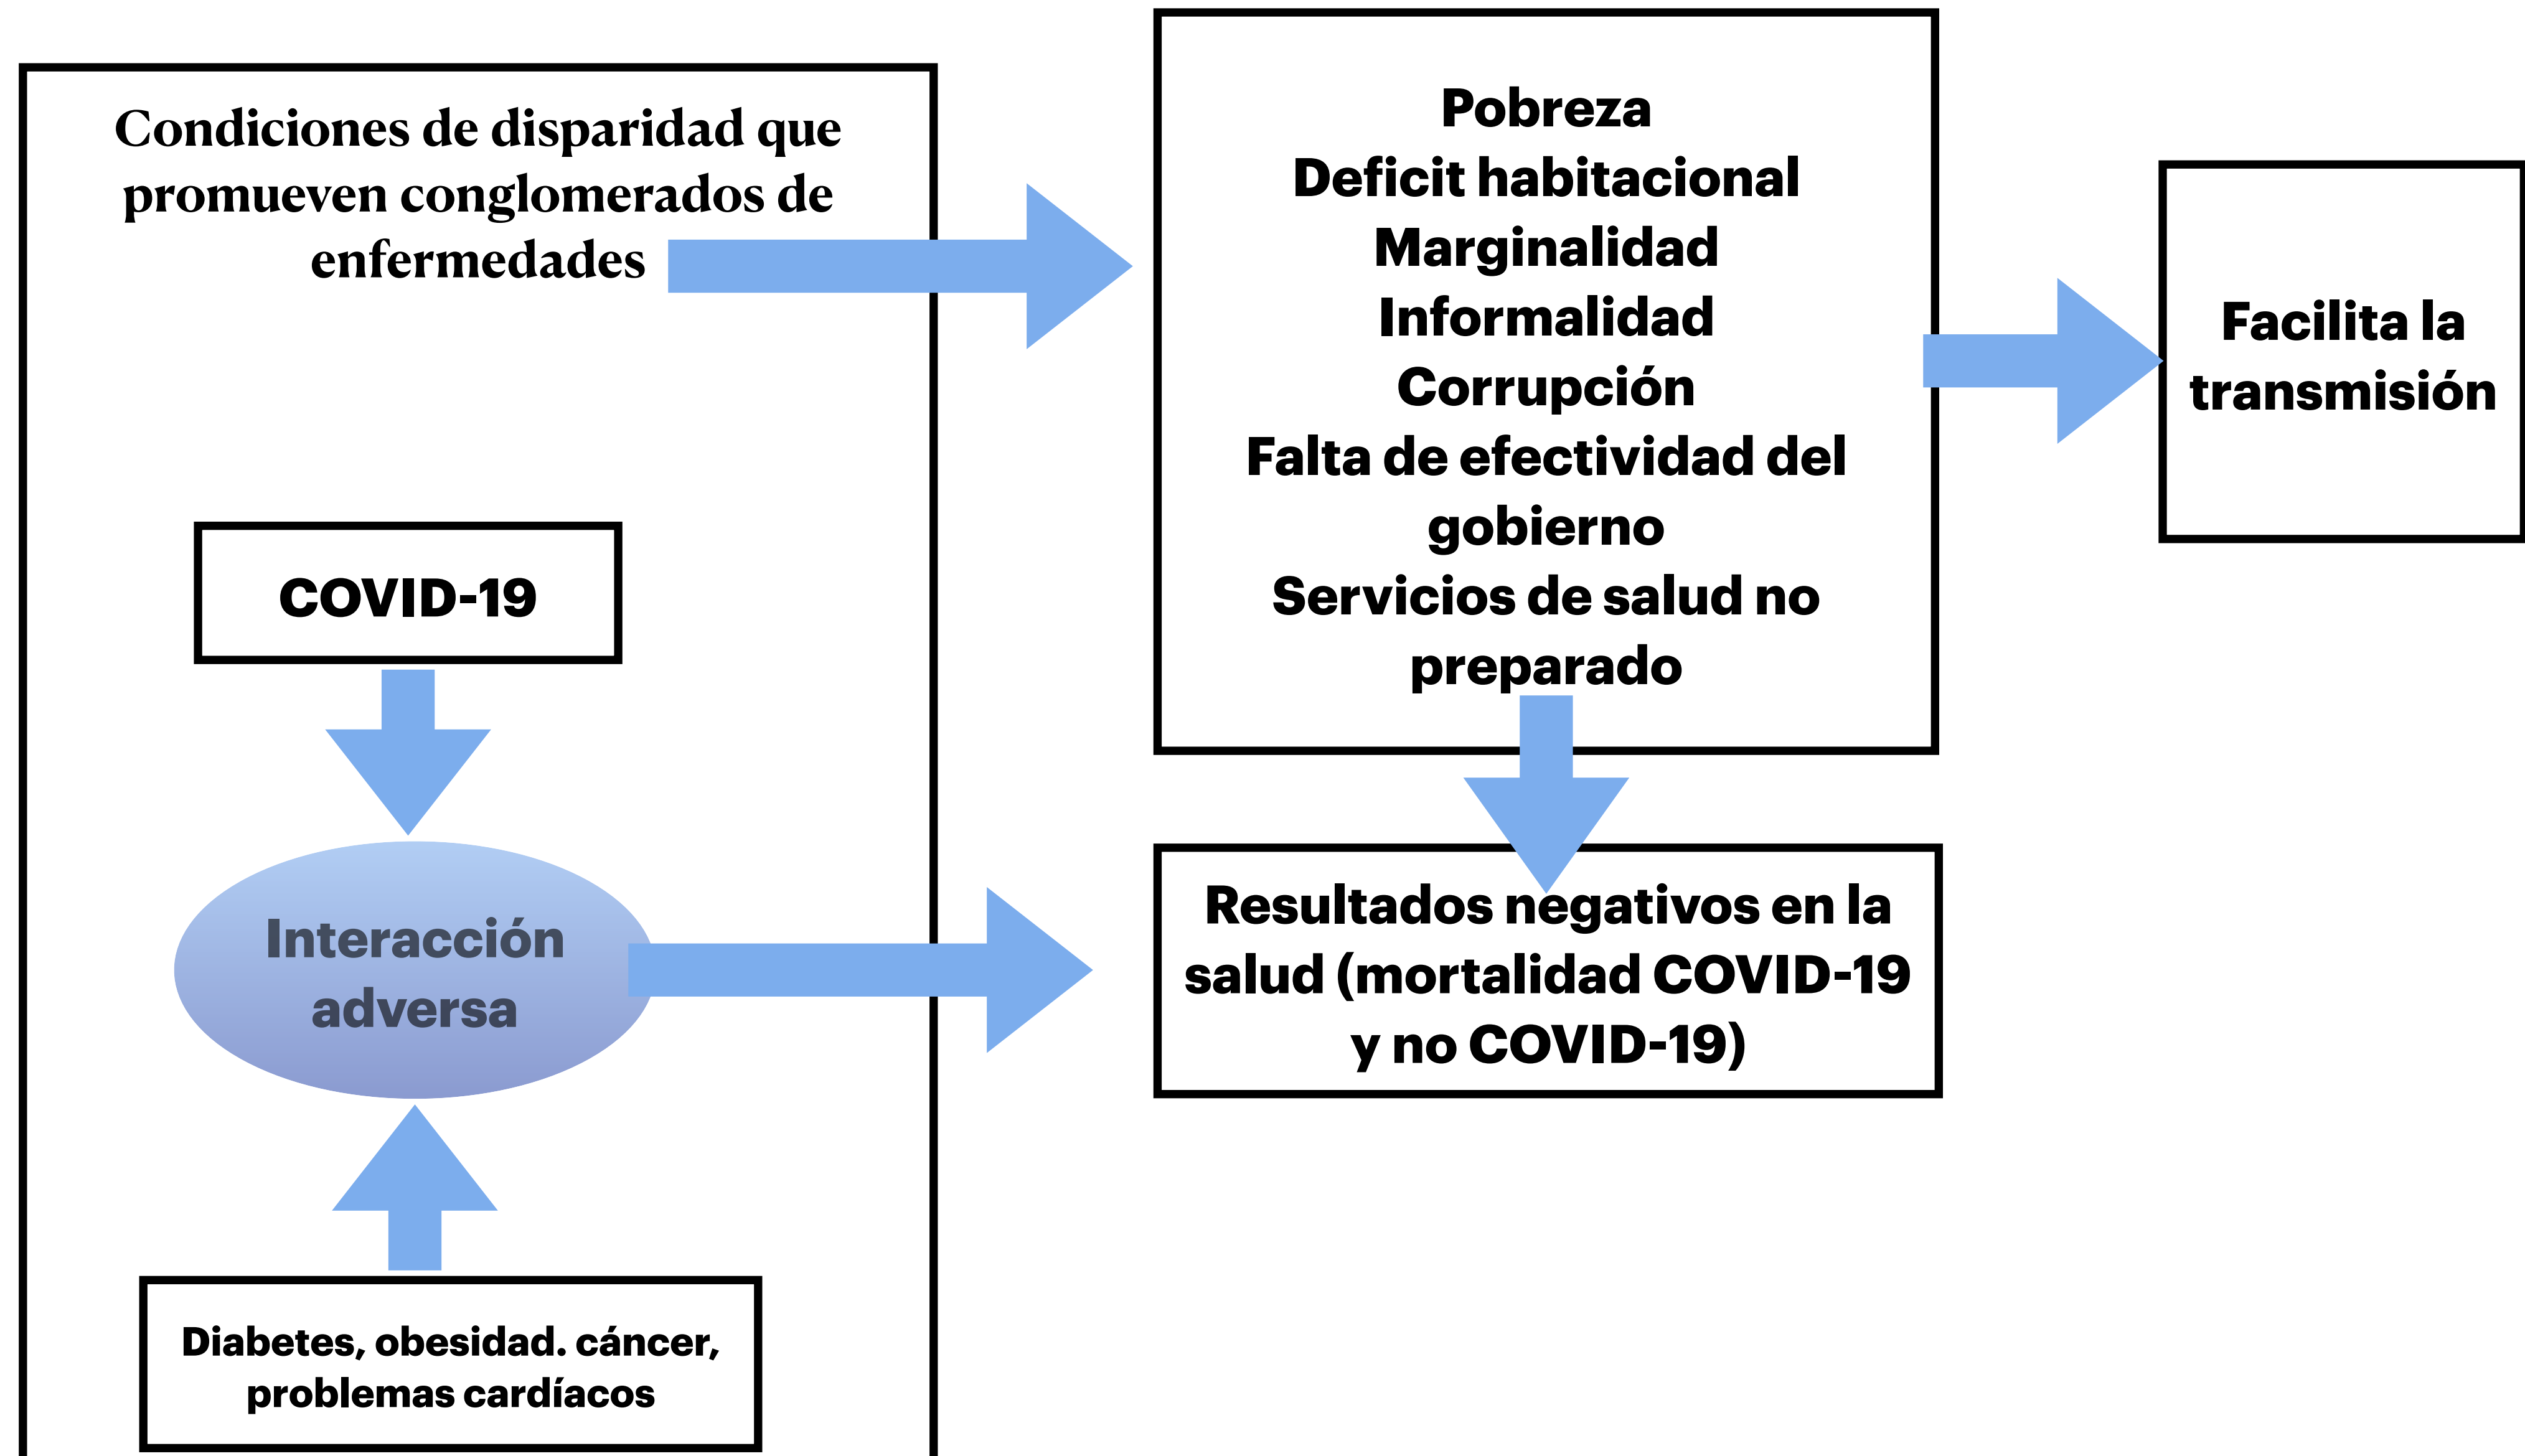 Condiciones de disparidad que
promueven conglomerados de
enfermedades
COVID-19
Interacción
adversa
Diabetes, obesidad. cáncer,
problemas cardíacos
Pobreza
Deficit habitacional
Marginalidad
Informalidad
Corrupción
Falta de efectividad del
gobierno
Servicios de salud no
preparado
Resultados negativos en la
salud (mortalidad COVID-19
y no COVID-19)
Facilita la
transmisión